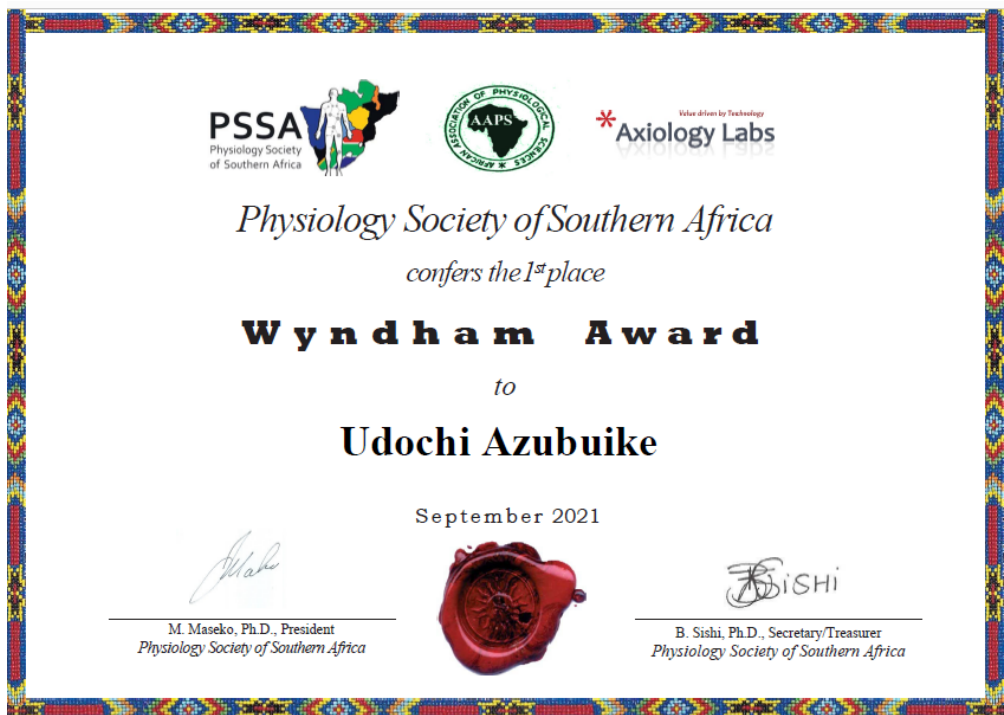 PSSA
Physiology Society
of Southern Africa
AFRICAN ASSOCIATION OF PHYSIOLOGICAL SCIENCES
AAPS
Value driven by Technology
Axiology Labs
Physiology Society of Southern Africa
confers the 1st place
Wyndham Award
to
Udochi Azubuike
September 2021
SISHI
M. Maseko, Ph.D., President
Physiology Society of Southern Africa
B. Sishi, Ph.D., Secretary/Treasurer
Physiology Society of Southern Africa